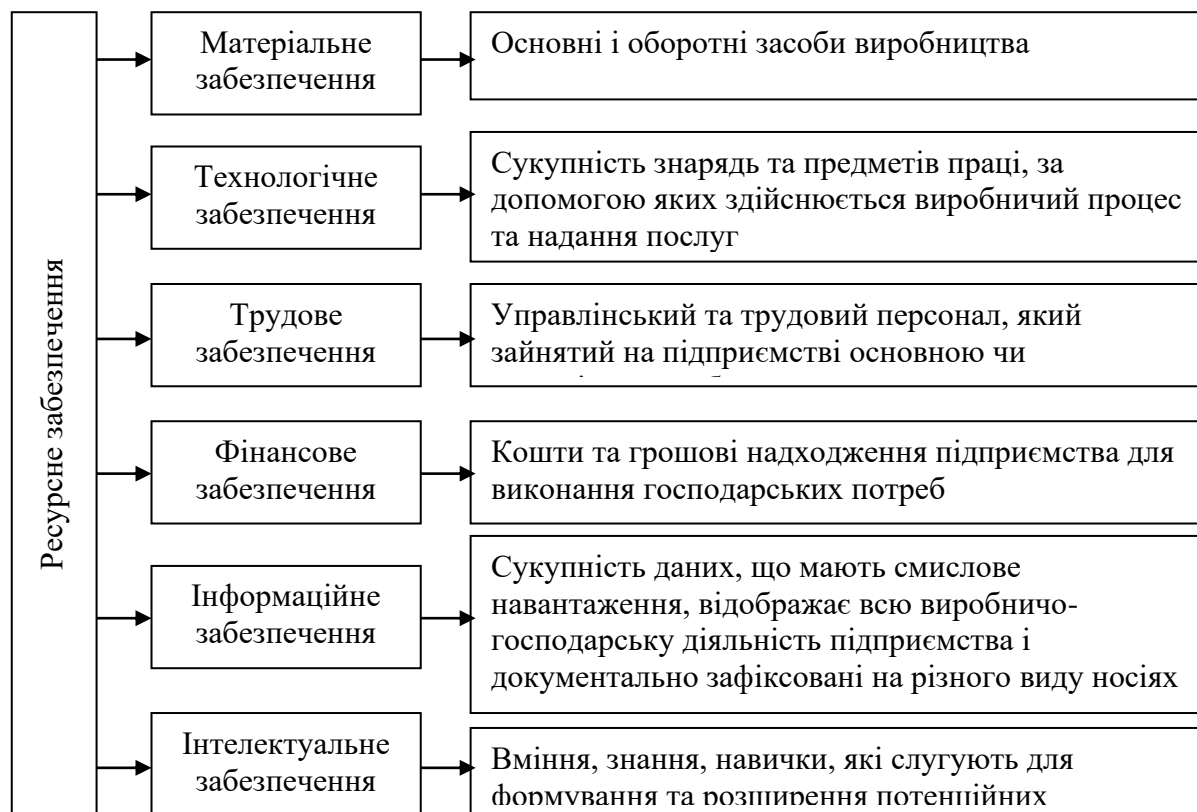 Ресурсне забезпечення
Матеріальне
забезпечення
Основні і оборотні засоби виробництва
Технологічне
забезпечення
Сукупність знарядь та предметів праці, за
допомогою яких здійснюється виробничий процес
та надання послуг
Трудове
забезпечення
Управлінський та трудовий персонал, який
зайнятий на підприємстві основною чи
Фінансове
забезпечення
Кошти та грошові надходження підприємства для
виконання господарських потреб
Інформаційне
забезпечення
Сукупність даних, що мають смислове
навантаження, відображає всю виробничо-
господарську діяльність підприємства і
документально зафіксовані на різного виду носіях
Інтелектуальне
забезпечення
Вміння, знання, навички, які слугують для
формування та розширення потенційних